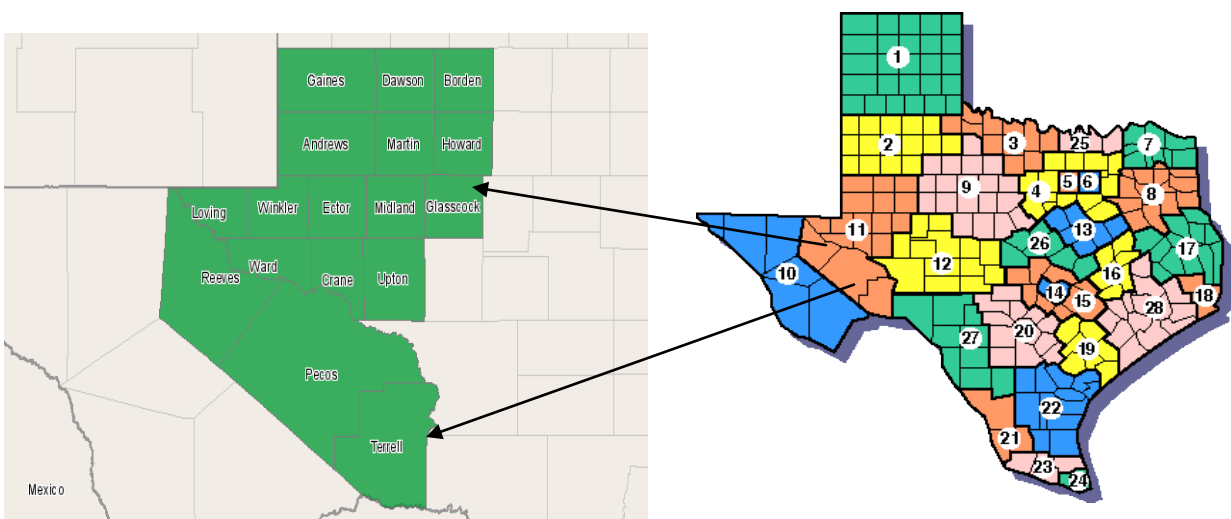 Gaines Dawson Borden
Andrews Martin Howard
Loving Winkler Ector Midland Glasscock
Reeves Ward Crane Upton
Pecos
Terrell
Mexico
1
2 3 25 7
9 4 5 6 8
11 26 13 17
10 12 16
14 15 28 18
27 20 19
22
21
23
24